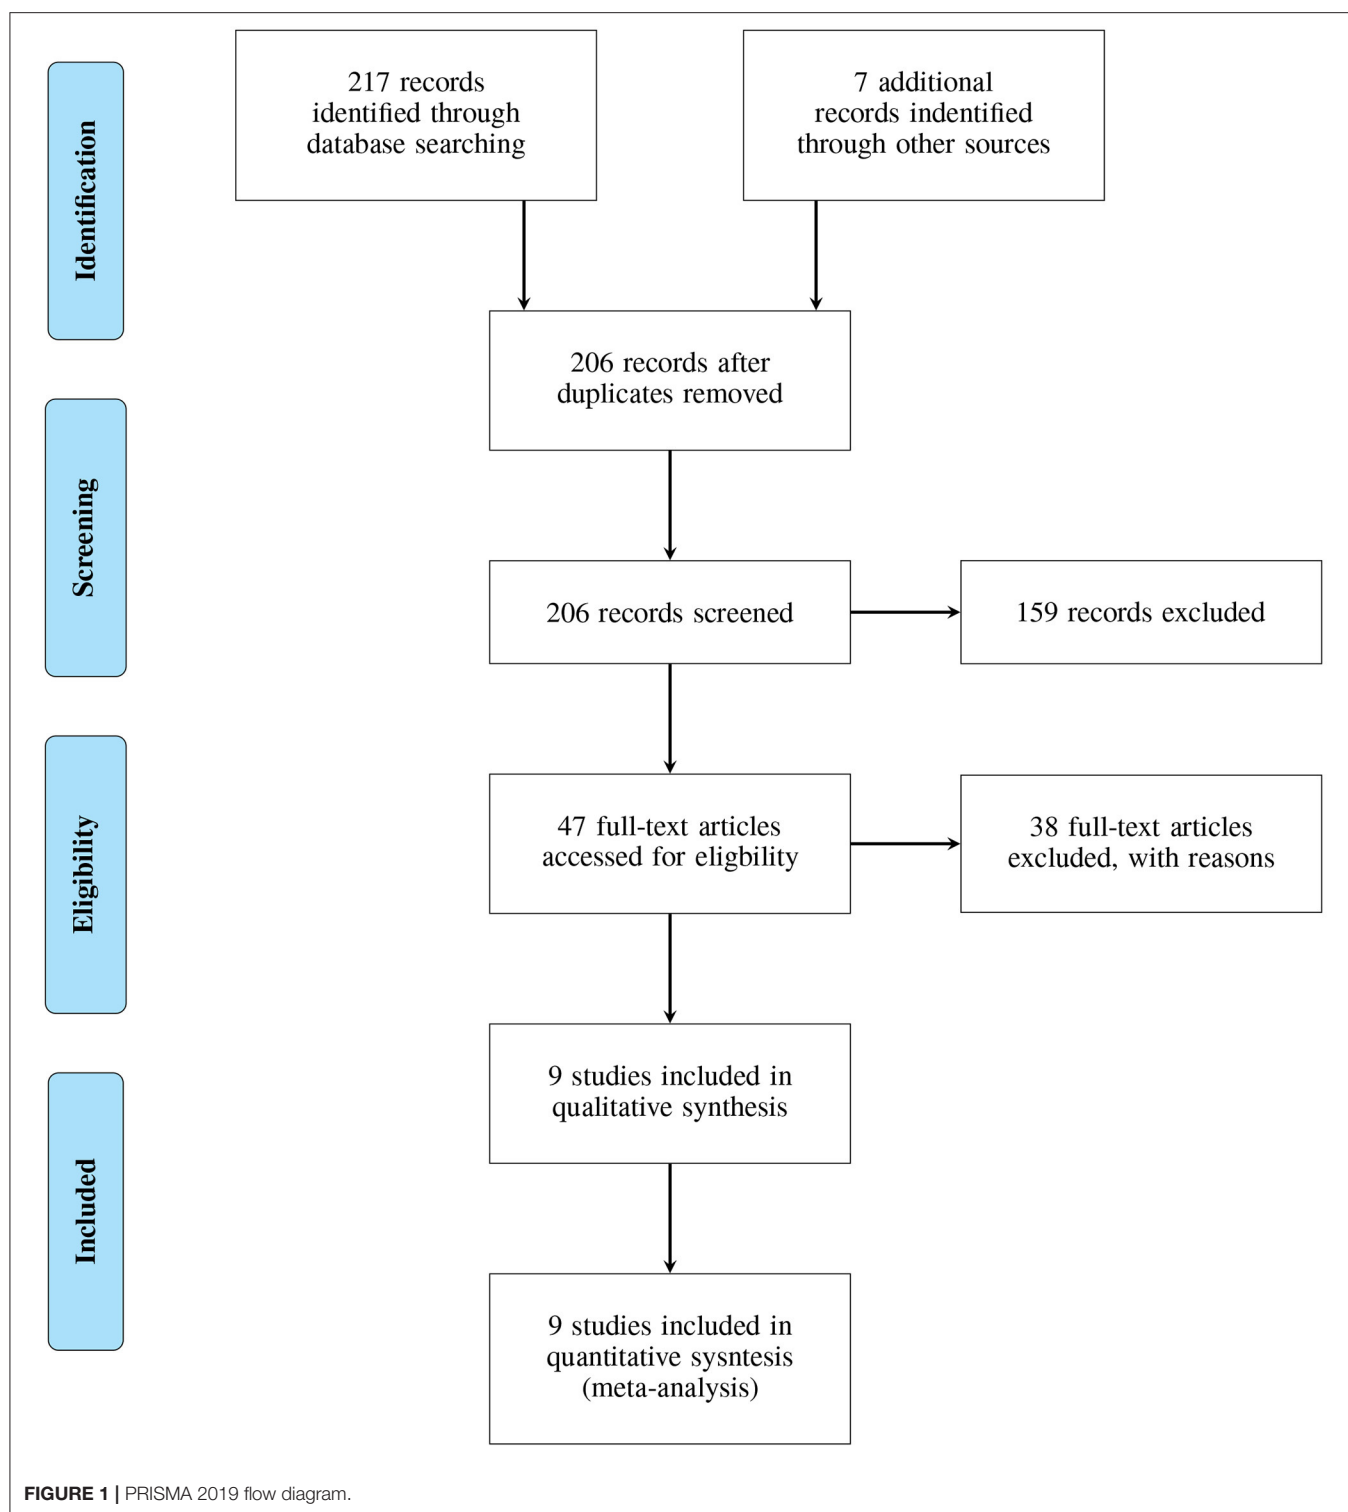 Identification
217 records
identified through
database searching
7 additional
records indentified
through other sources
206 records after
duplicates removed
Screening
206 records screened
159 records excluded
Eligibility
47 full-text articles
accessed for eligbility
38 full-text articles
excluded, with reasons
Included
9 studies included in
qualitative synthesis
9 studies included in
quantitative sysntesis
(meta-analysis)
FIGURE 1 | PRISMA 2019 flow diagram.